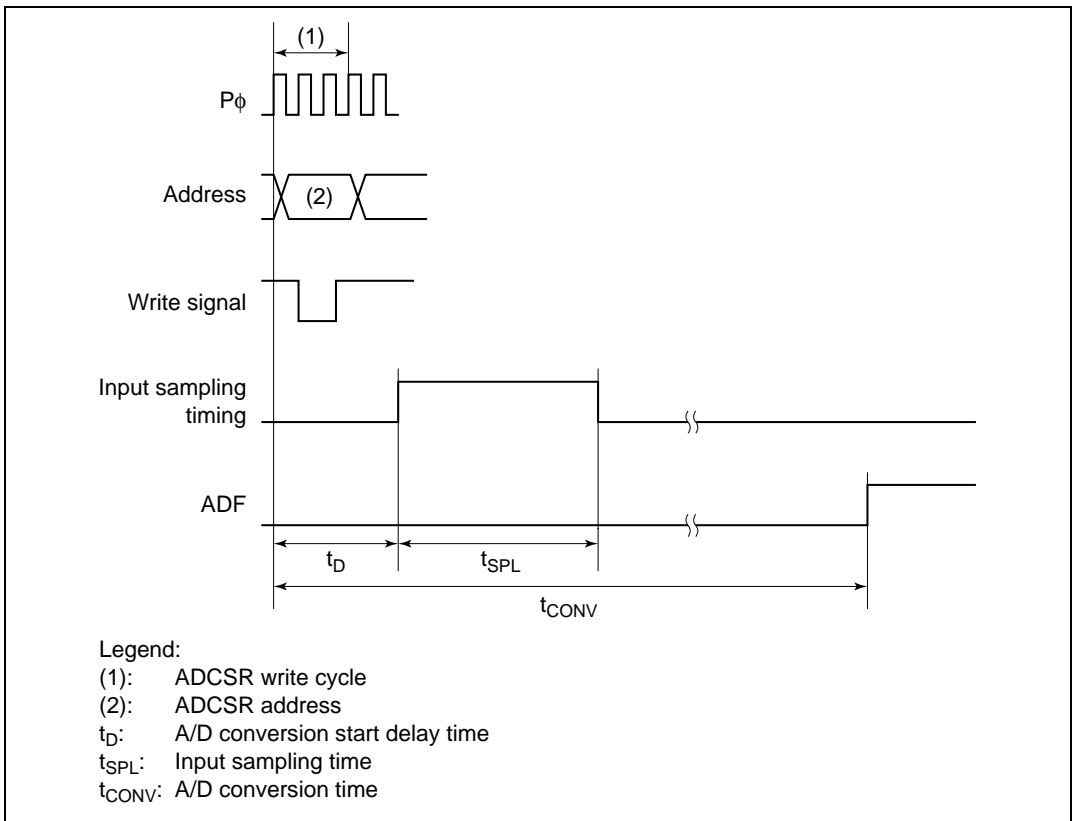 (1)
Pϕ
Address
(2)
Write signal
Input sampling
timing
ADF
tD
tSPL
tCONV
Legend:
(1): ADCSR write cycle
(2): ADCSR address
tD: A/D conversion start delay time
tSPL: Input sampling time
tCONV: A/D conversion time